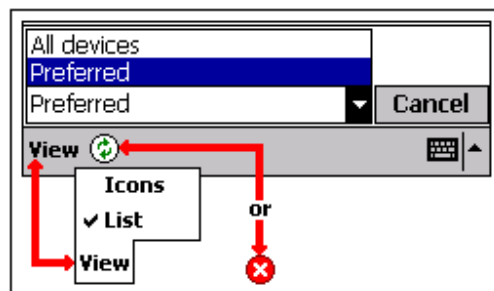 All devices
Preferred
Preferred
Cancel
View
Icons
List
or
View